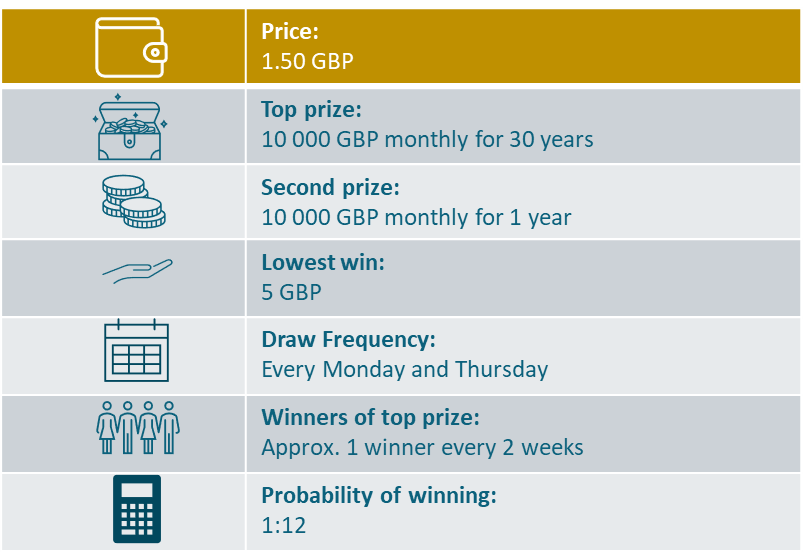 Price:
1.50 GBP
Top prize:
10 000 GBP monthly for 30 years
Second prize:
10 000 GBP monthly for 1 year
Lowest win:
5 GBP
Draw Frequency:
Every Monday and Thursday
Winners of top prize:
Approx. 1 winner every 2 weeks
Probability of winning:
1:12